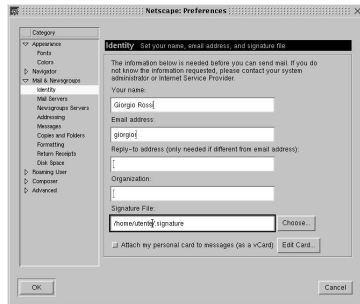 Netscape: Preferences
Category
Appearance
Fonts
Colors
Navigator
Mail & Newsgroups
Identity
Mail Servers
Newsgroups Servers
Addressing
Messages
Copies and Folders
Formatting
Return Receipts
Disk Space
Roaming User
Composer
Advanced
Identity Set your name, email address, and signature file
The information below is needed before you can send mail. If you do
not know the information requested, please contact your system
administrator or Internet Service Provider.
Your name:
Giorgio Rossi
Email address:
giorgior
Reply-to address (only needed if different from email address):
Organization:
Signature File:
/home/utente/.signature
Choose...
Attach my personal card to messages (as a vCard)
Edit Card...
OK
Cancel